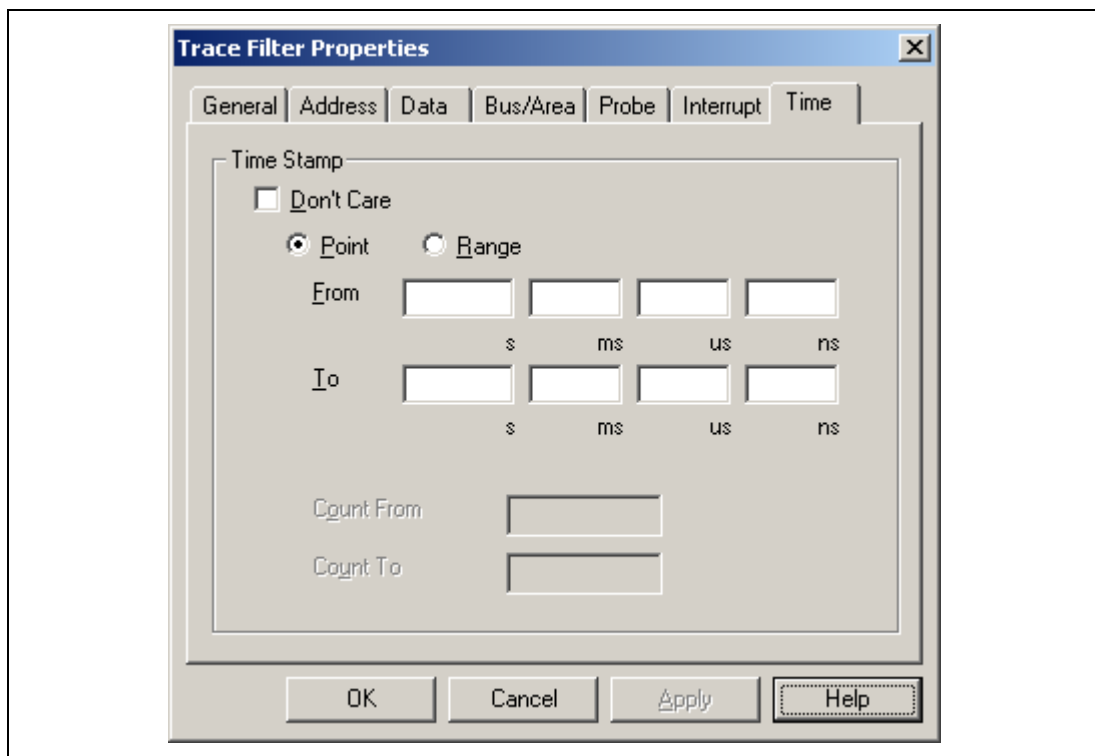 Trace Filter Properties
General Address Data Bus/Area Probe Interrupt Time
Time Stamp
Don't Care
Point Range
From
s ms us ns
To
s ms us ns
Count From
Count To
OK Cancel Apply Help